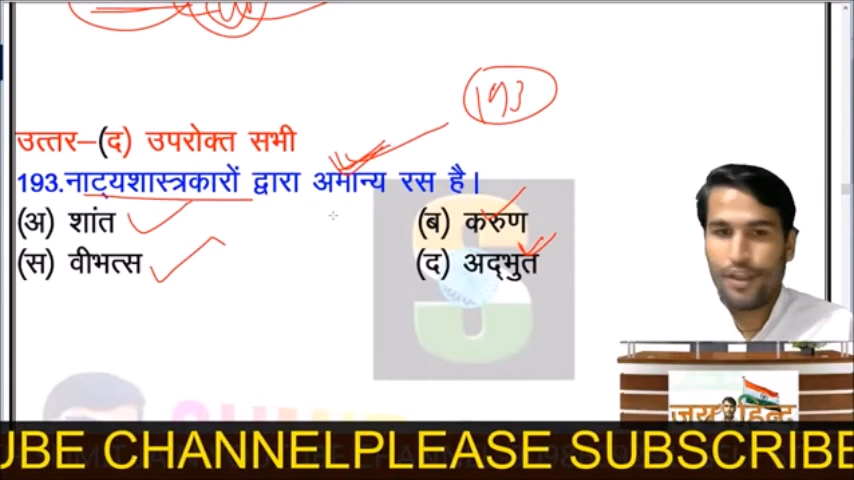 193
उत्तर–(द) उपरोक्त सभी
193.नाट्यशास्त्रकारों द्वारा अमान्य रस है।
(अ) शांत (ब) करुण
(स) वीभत्स (द) अद्भुत
जय हिन्द
UBE CHANNELPLEASE SUBSCRIBE